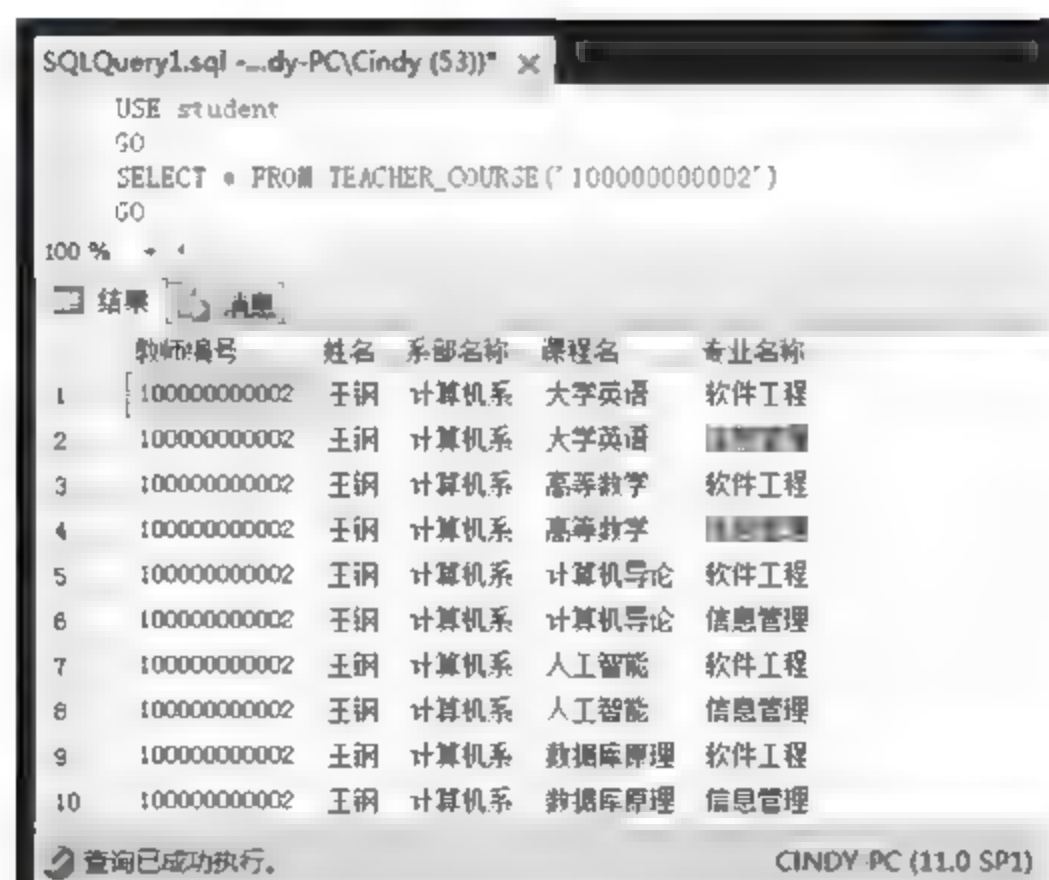 SQLQuery1.sql -...dy-PC\Cindy (53))* ×
USE student
GO
SELECT * FROM TEACHER_COURSE('100000000002')
GO
100 %
结果 消息
教师编号 姓名 系部名称 课程名 专业名称
1 100000000002 王钢 计算机系 大学英语 软件工程
2 100000000002 王钢 计算机系 大学英语
3 100000000002 王钢 计算机系 高等数学 软件工程
4 100000000002 王钢 计算机系 高等数学
5 100000000002 王钢 计算机系 计算机导论 软件工程
6 100000000002 王钢 计算机系 计算机导论 信息管理
7 100000000002 王钢 计算机系 人工智能 软件工程
8 100000000002 王钢 计算机系 人工智能 信息管理
9 100000000002 王钢 计算机系 数据库原理 软件工程
10 100000000002 王钢 计算机系 数据库原理 信息管理
查询已成功执行。 CINDY-PC (11.0 SP1)